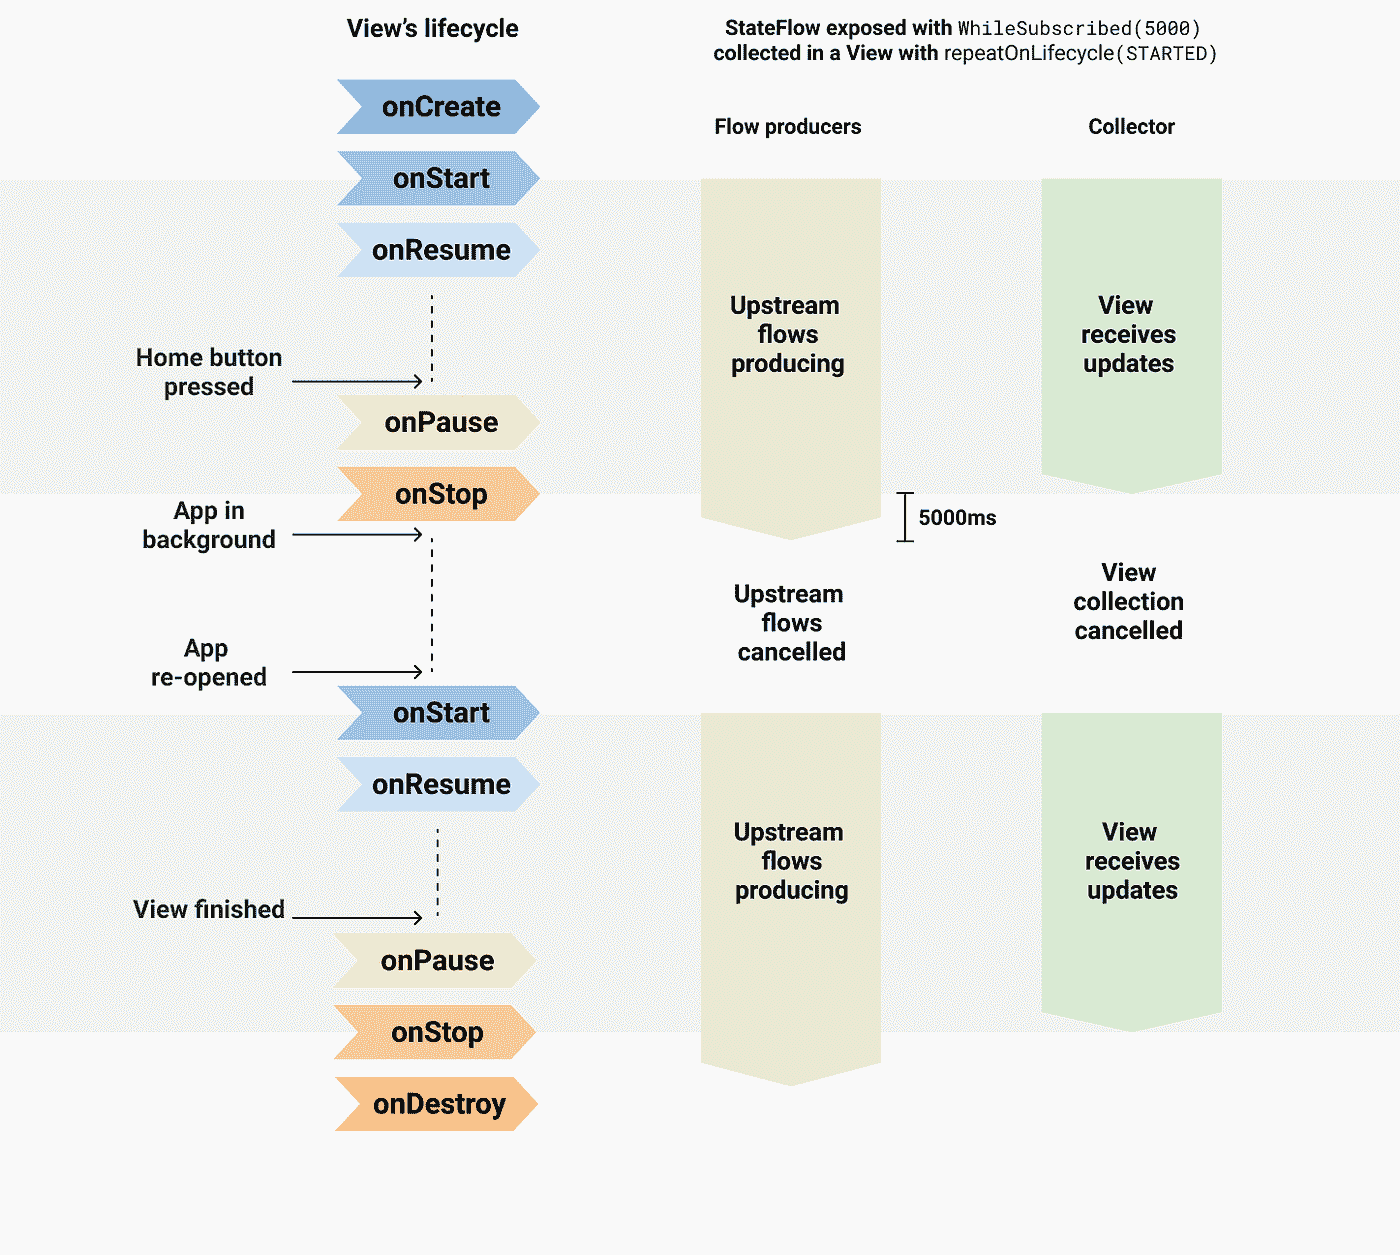 View's lifecycle
StateFlow exposed with WhileSubscribed(5000)
collected in a View with repeatOnLifecycle(STARTED)
Flow producers
Collector
onCreate
onStart
onResume
Home button
pressed
onPause
onStop
App in
background
App
re-opened
onStart
onResume
View finished
onPause
onStop
onDestroy
Upstream
flows
producing
5000ms
Upstream
flows
cancelled
Upstream
flows
producing
View
receives
updates
View
collection
cancelled
View
receives
updates